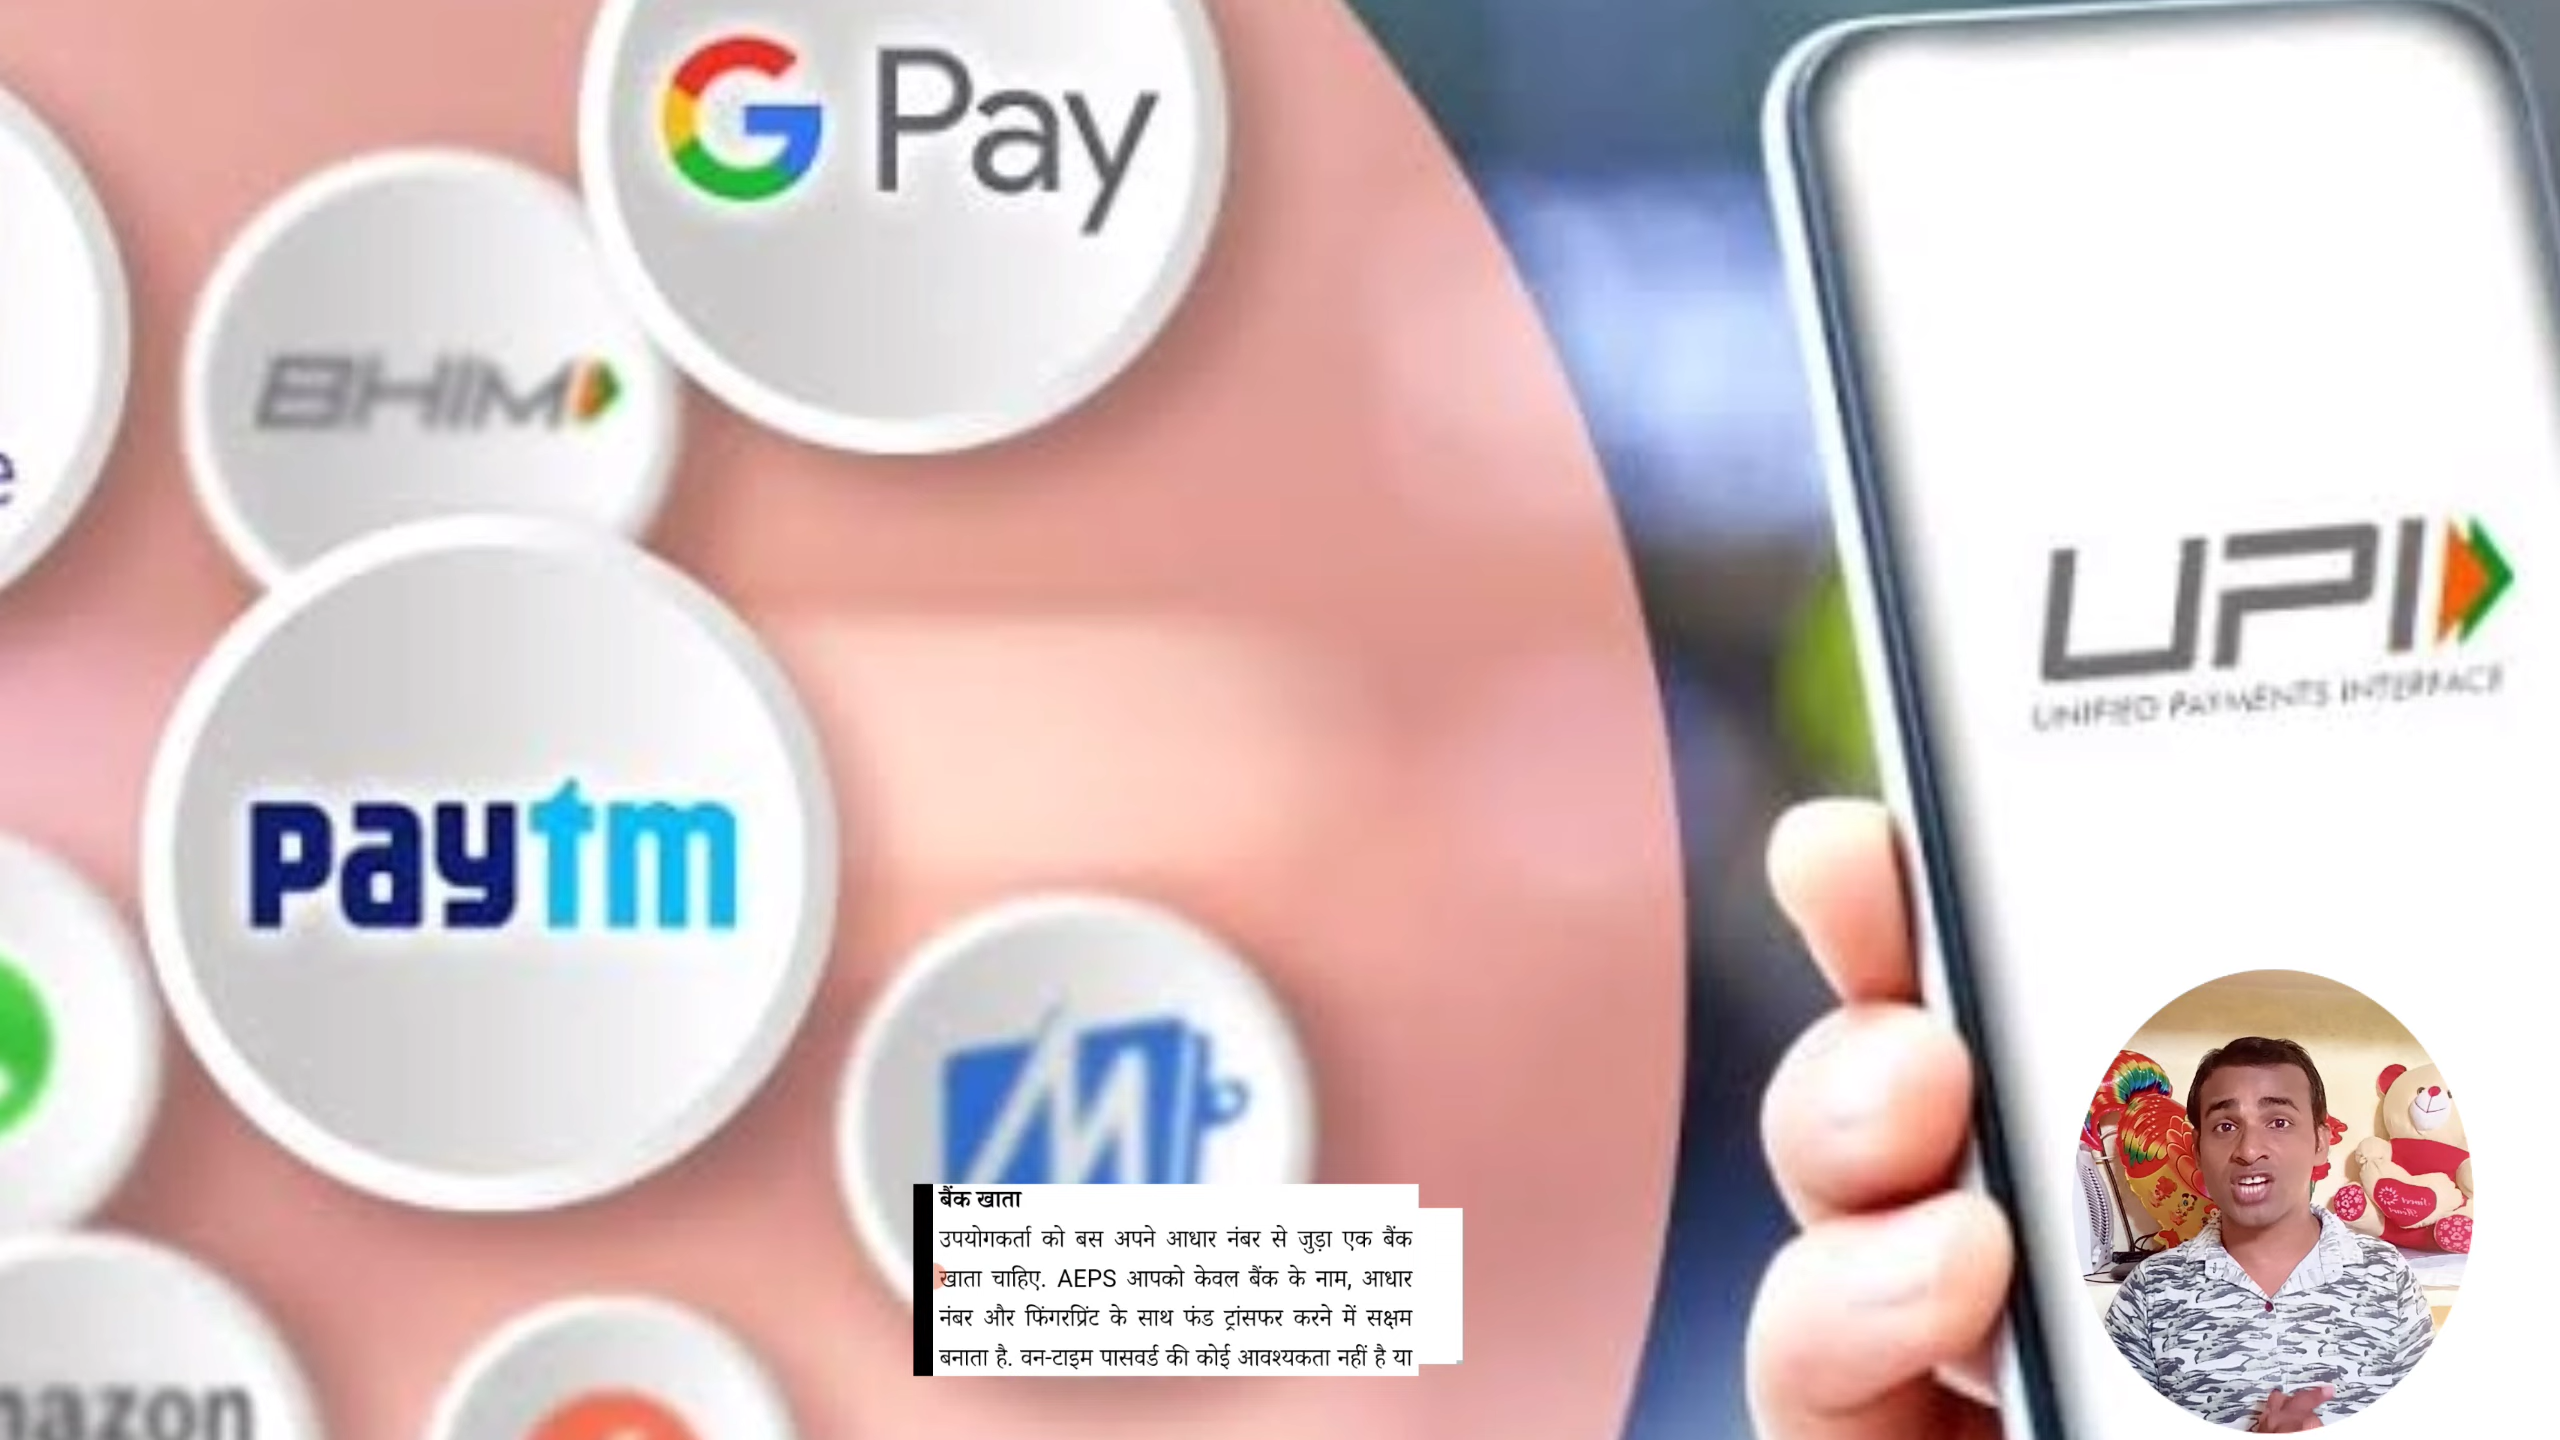 G Pay
BHIM
e
paytm
UPI
UNIFIED PAYMENTS INTERFACE
बैंक खाता
उपयोगकर्ता को बस अपने आधार नंबर से जुड़ा एक बैंक
खाता चाहिए. AEPS आपको केवल बैंक के नाम, आधार
नंबर और फिंगरप्रिंट के साथ फंड ट्रांसफर करने में सक्षम
बनाता है. वन-टाइम पासवर्ड की कोई आवश्यकता नहीं है या
mazon